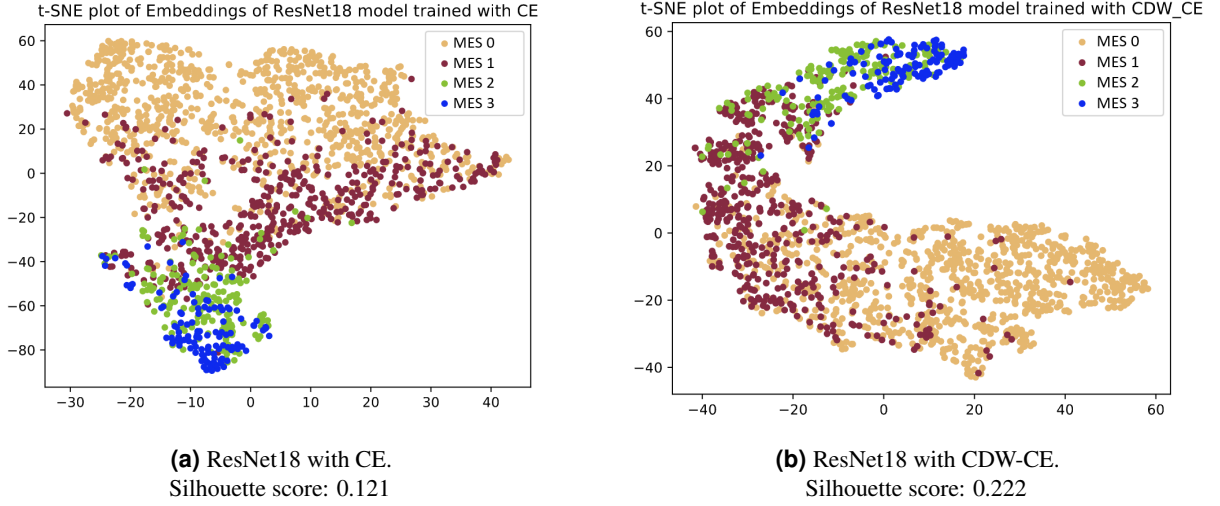 t-SNE plot of Embeddings of ResNet18 model trained with CE
60
40
20
0
−20
−40
−60
−80
−30
−20
−10
0
10
20
30
40
MES 0
MES 1
MES 2
MES 3
(a) ResNet18 with CE.
Silhouette score: 0.121
t-SNE plot of Embeddings of ResNet18 model trained with CDW_CE
60
40
20
0
−20
−40
−40
−20
0
20
40
60
MES 0
MES 1
MES 2
MES 3
(b) ResNet18 with CDW-CE.
Silhouette score: 0.222